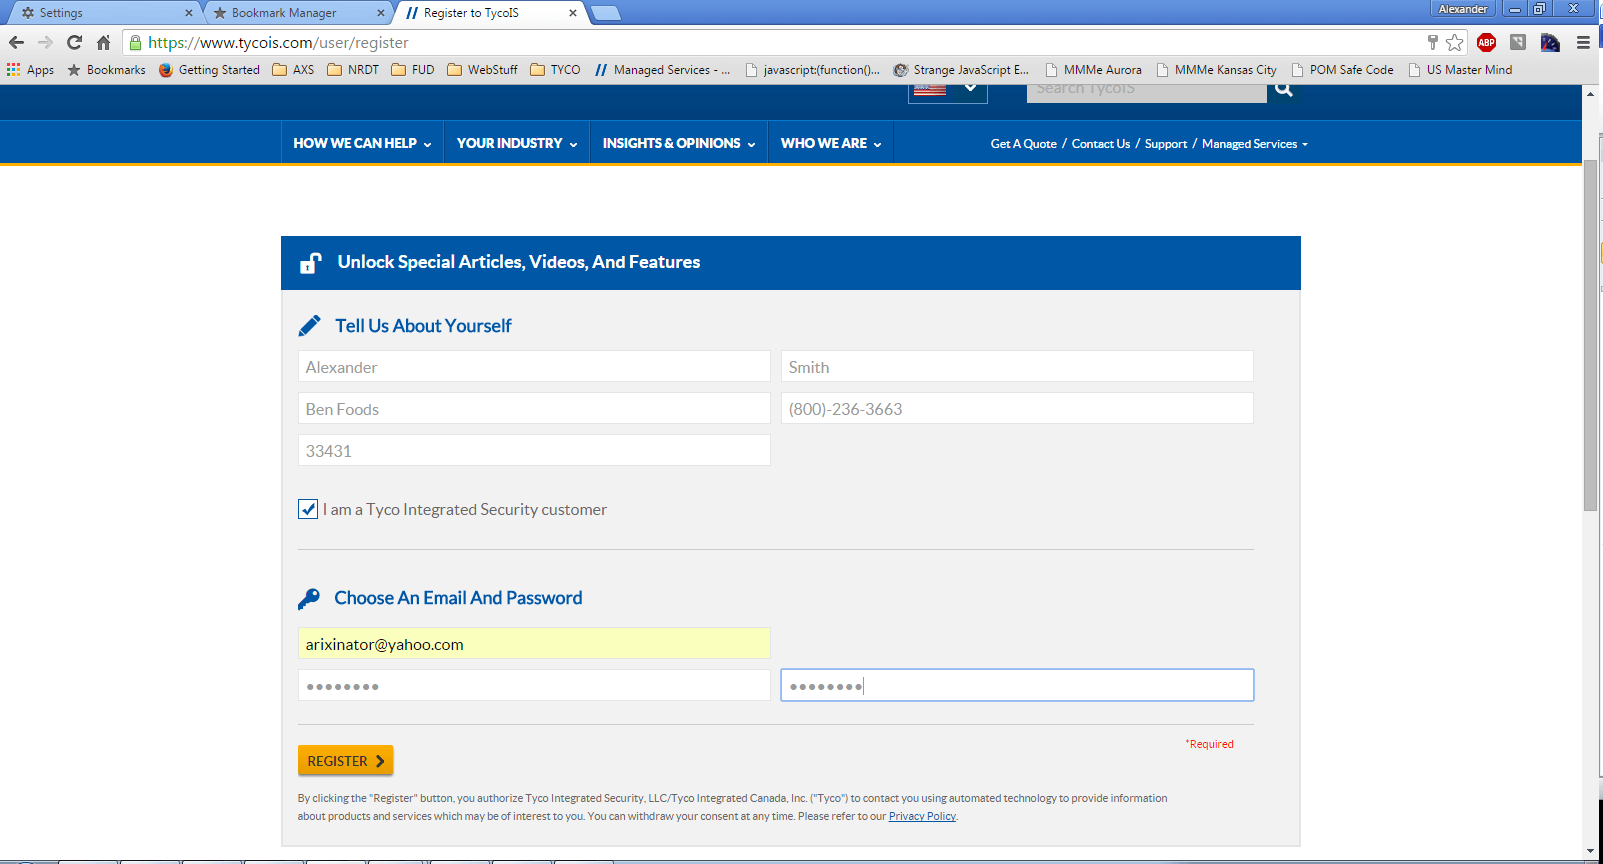 Settings
Bookmark Manager
Register to TycoIS
Alexander
https://www.tycois.com/user/register
ABP
Apps
Bookmarks
Getting Started
AXS
NRDT
FUD
WebStuff
TYCO
Managed Services - ...
javascript:(function()...
Strange JavaScript E...
MMMe Aurora
MMMe Kansas City
POM Safe Code
US Master Mind
Search TycoIS
HOW WE CAN HELP
YOUR INDUSTRY
INSIGHTS & OPINIONS
WHO WE ARE
Get A Quote / Contact Us / Support / Managed Services
Unlock Special Articles, Videos, And Features
Tell Us About Yourself
Alexander
Smith
Ben Foods
(800)-236-3663
33431
I am a Tyco Integrated Security customer
Choose An Email And Password
arixinator@yahoo.com
*Required
REGISTER
By clicking the "Register" button, you authorize Tyco Integrated Security, LLC/Tyco Integrated Canada, Inc. ("Tyco") to contact you using automated technology to provide information
about products and services which may be of interest to you. You can withdraw your consent at any time. Please refer to our Privacy Policy.